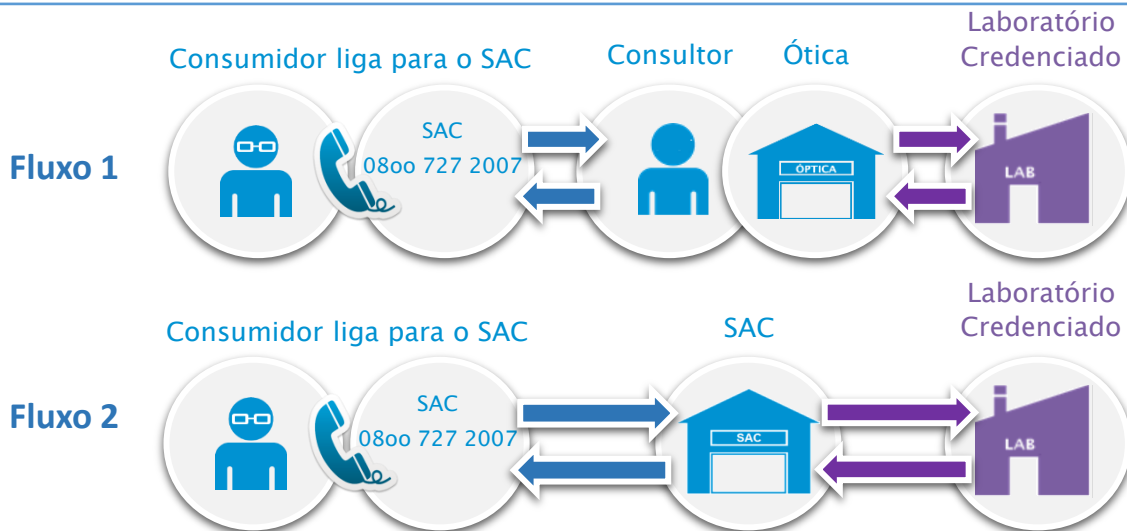 Laboratório
Credenciado
Consumidor liga para o SAC
Consultor
Ótica
Fluxo 1
SAC
08oo 727 2007
ÓPTICA
LAB
Laboratório
Credenciado
Consumidor liga para o SAC
SAC
Fluxo 2
SAC
08oo 727 2007
SAC
LAB